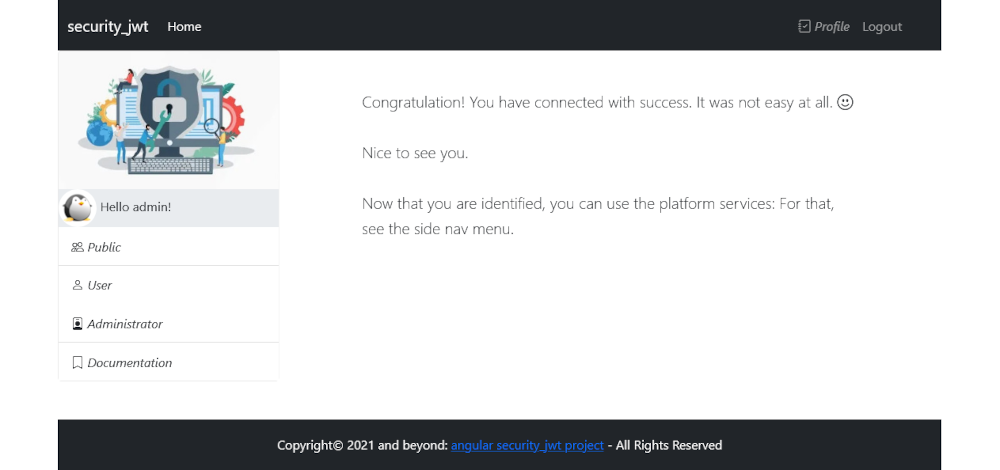 security_jwt Home Profile Logout
Congratulation! You have connected with success. It was not easy at all.
Nice to see you.
Now that you are identified, you can use the platform services: For that,
see the side nav menu.
Hello admin!
Public
User
Administrator
Documentation
Copyright© 2021 and beyond: angular security_jwt project - All Rights Reserved